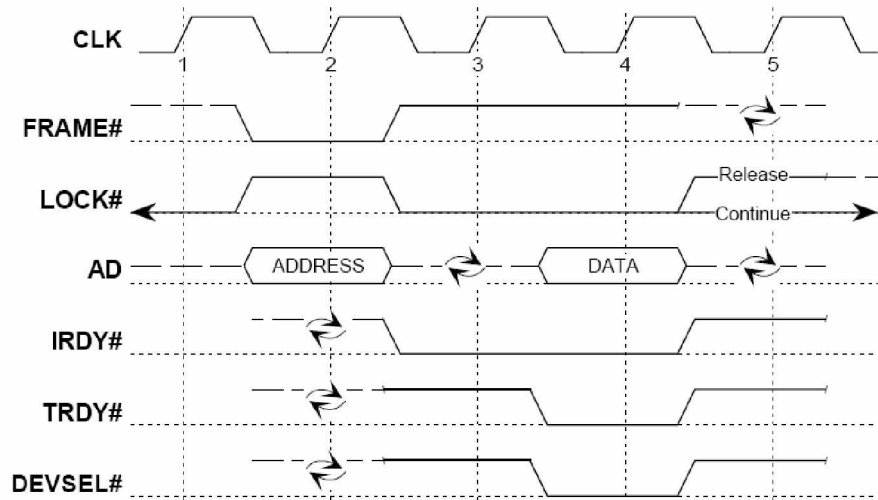 CLK
1 2 3 4 5
FRAME#
LOCK#
Release
Continue
AD
ADDRESS
DATA
IRDY#
TRDY#
DEVSEL#